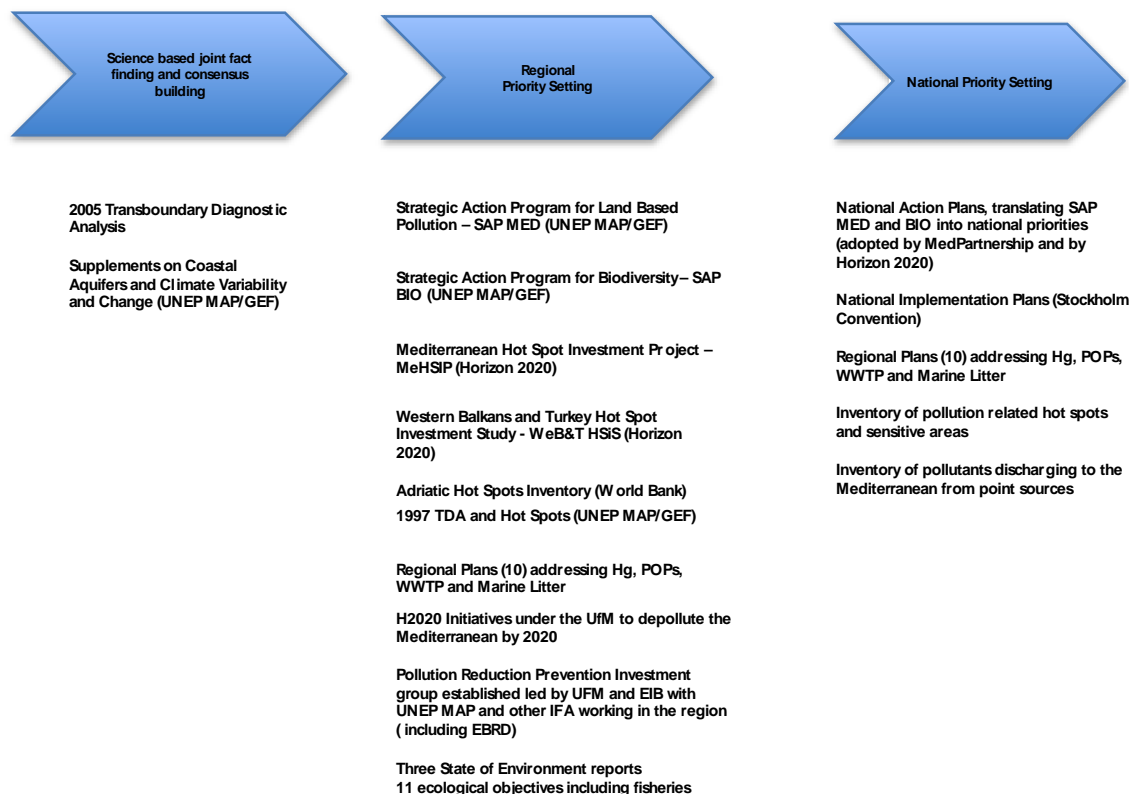 Science based joint fact
finding and consensus
building
Regional
Priority Setting
National Priority Setting
2005 Transboundary Diagnostic
Analysis
Supplements on Coastal
Aquifers and Climate Variability
and Change (UNEP MAP/GEF)
Strategic Action Program for Land Based
Pollution – SAP MED (UNEP MAP/GEF)
Strategic Action Program for Biodiversity – SAP
BIO (UNEP MAP/GEF)
Mediterranean Hot Spot Investment Project –
MeHSIP (Horizon 2020)
Western Balkans and Turkey Hot Spot
Investment Study - WeB&T HSiS (Horizon
2020)
Adriatic Hot Spots Inventory (World Bank)
1997 TDA and Hot Spots (UNEP MAP/GEF)
Regional Plans (10) addressing Hg, POPs,
WWTP and Marine Litter
H2020 Initiatives under the UfM to depollute the
Mediterranean by 2020
Pollution Reduction Prevention Investment
group established led by UFM and EIB with
UNEP MAP and other IFA working in the region
( including EBRD)
Three State of Environment reports
11 ecological objectives including fisheries
National Action Plans, translating SAP
MED and BIO into national priorities
(adopted by MedPartnership and by
Horizon 2020)
National Implementation Plans (Stockholm
Convention)
Regional Plans (10) addressing Hg, POPs,
WWTP and Marine Litter
Inventory of pollution related hot spots
and sensitive areas
Inventory of pollutants discharging to the
Mediterranean from point sources